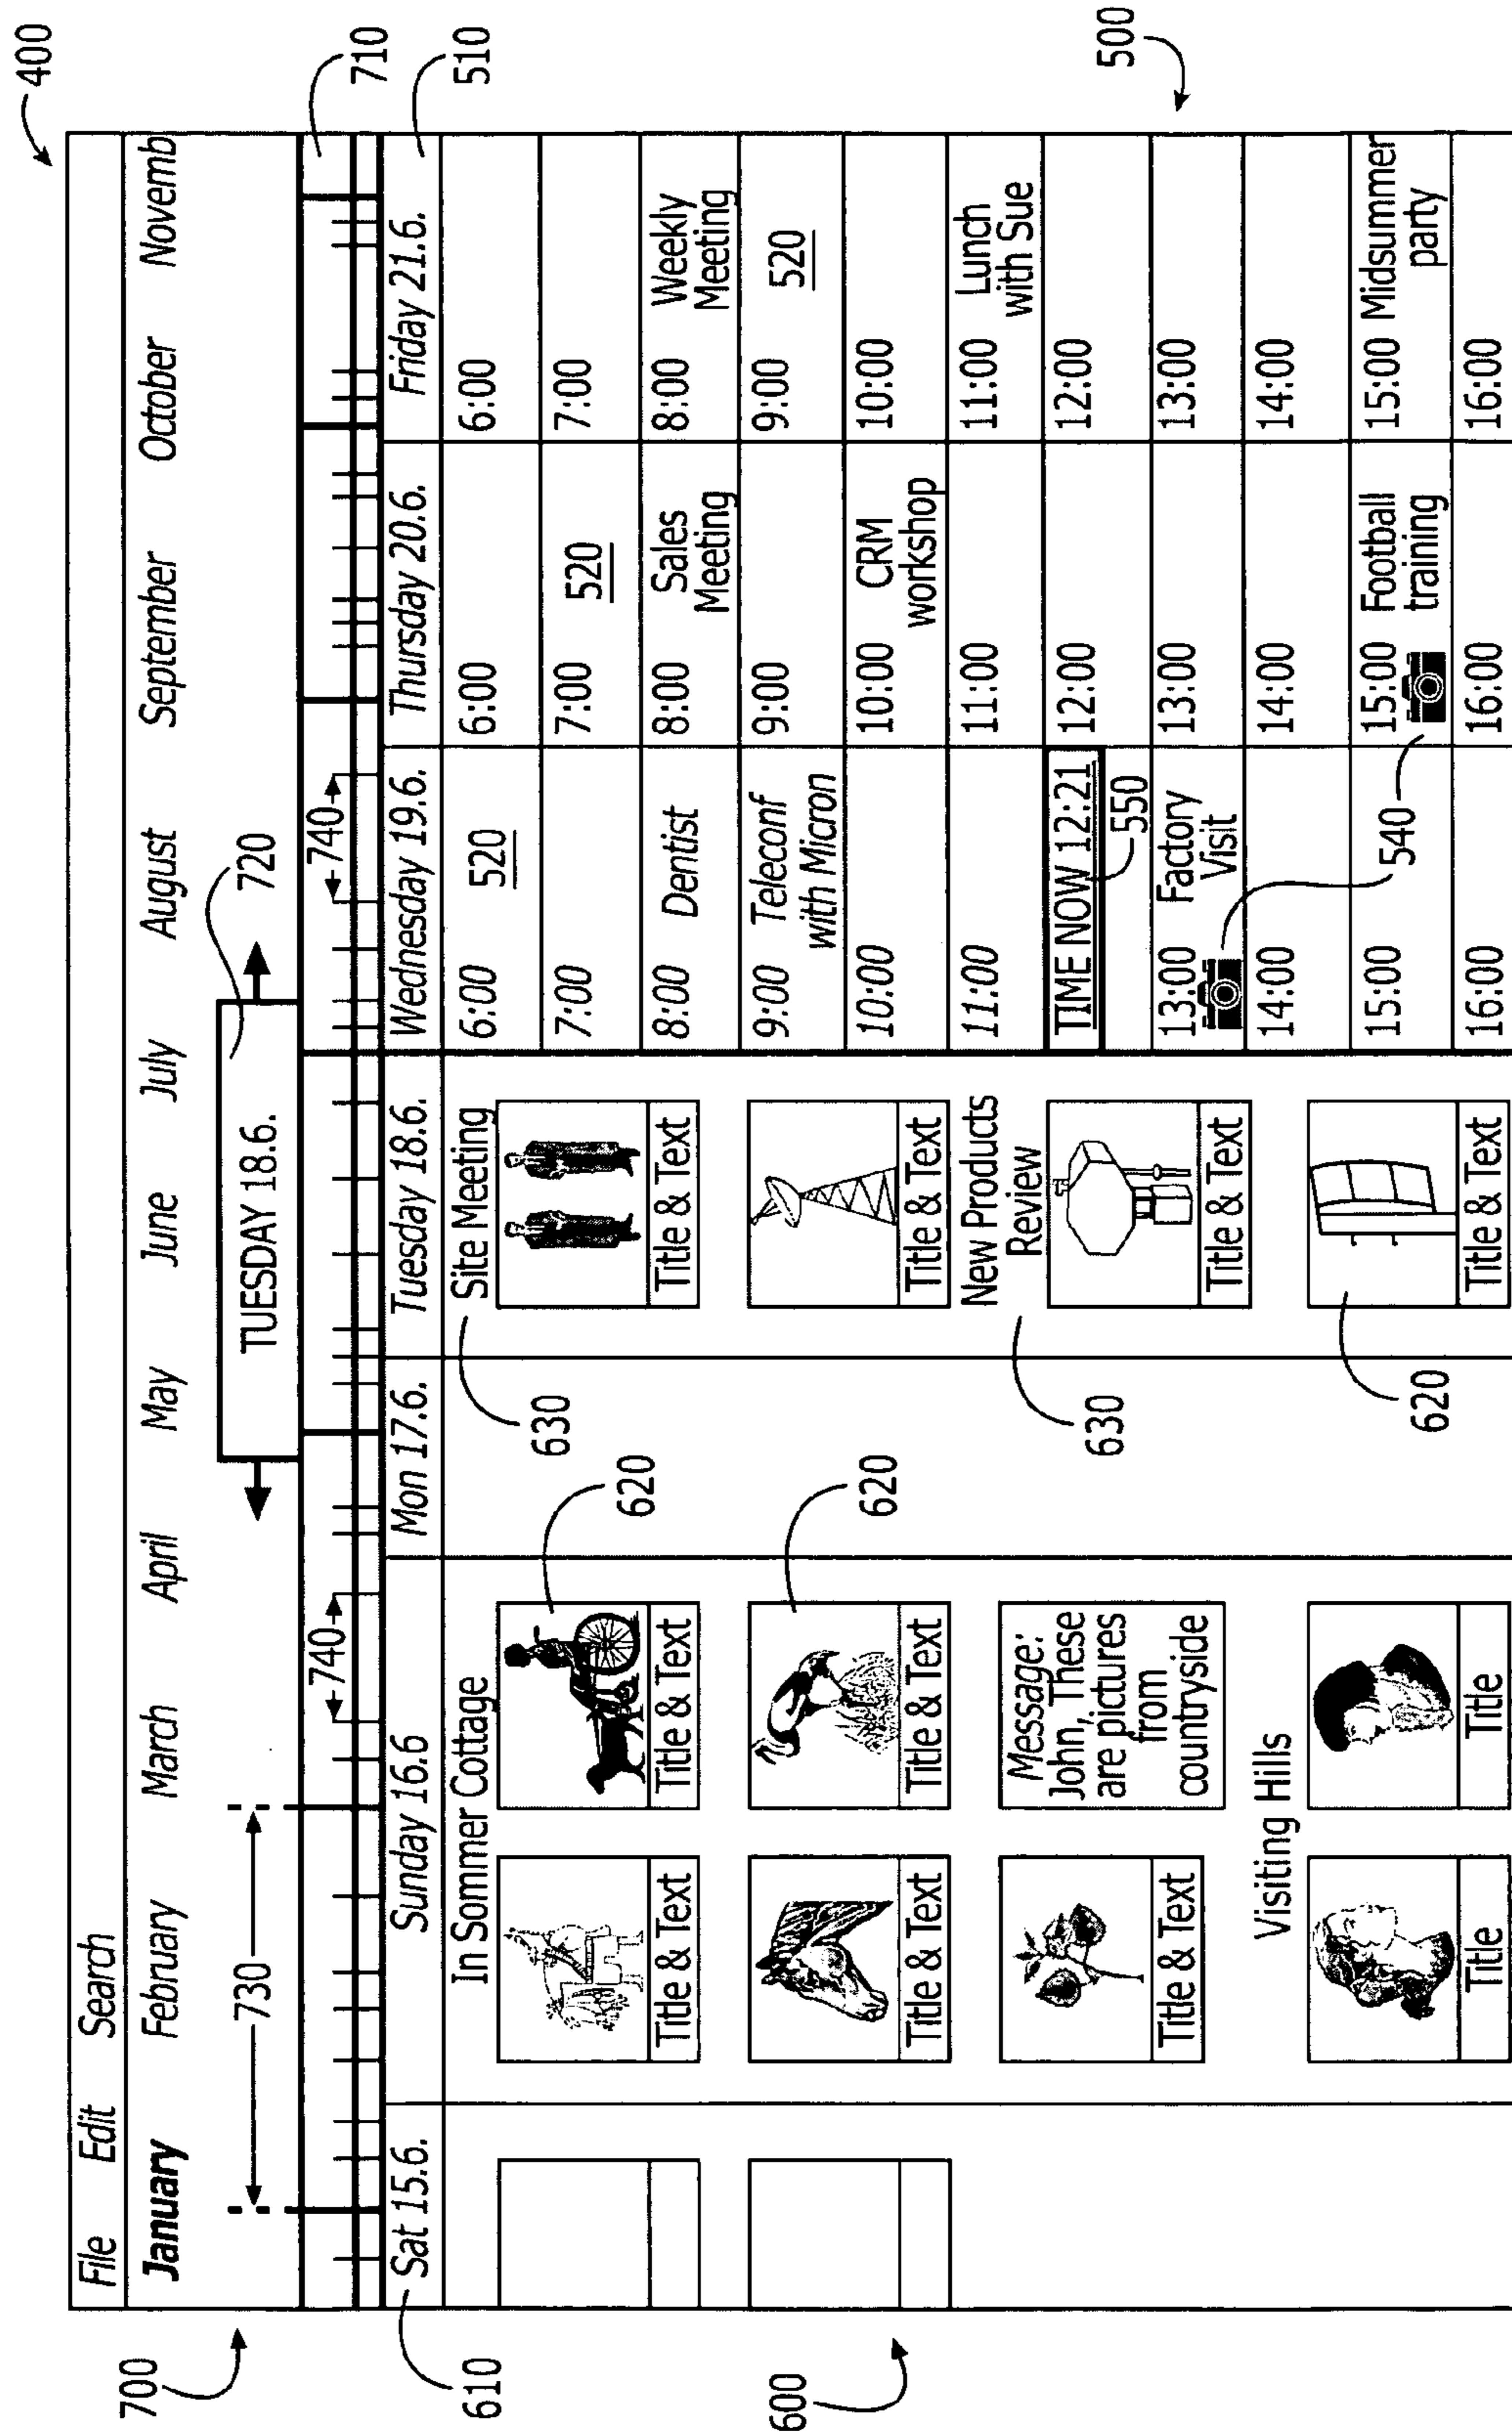 400
File Edit Search
January February March April May June July August September October Novemb
700
730
TUESDAY 18.6.
720
740
740
710
Sat 15.6. Sunday 16.6 Mon 17.6. Tuesday 18.6. Wednesday 19.6. Thursday 20.6. Friday 21.6.
510
610
In Sommer Cottage
Title & Text
Title & Text
620
Title & Text
Title & Text
620
Title & Text
Message:
John, These
are pictures
from
countryside
Visiting Hills
Title
Title
600
630
Site Meeting
Title & Text
Title & Text
630
New Products
Review
Title & Text
Title & Text
620
6:00
520
7:00
8:00 Dentist
9:00 Teleconf
with Micron
10:00
11:00
TIME NOW 12:21
550
13:00 Factory
Visit
14:00
15:00
16:00
540
6:00
7:00
520
8:00 Sales
Meeting
9:00
10:00 CRM
workshop
11:00
12:00
13:00
14:00
15:00 Football
training
16:00
6:00
7:00
8:00 Weekly
Meeting
9:00
520
10:00
11:00 Lunch
with Sue
12:00
13:00
14:00
15:00 Midsummer
party
16:00
500